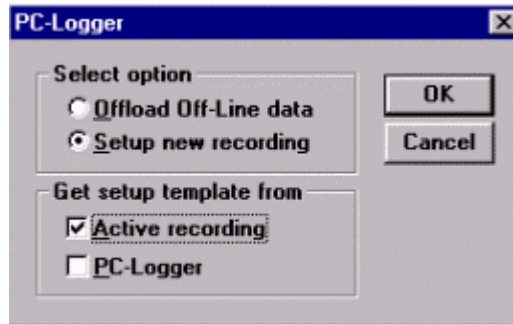 PC-Logger
Select option
Offload Off-Line data
Setup new recording
OK
Cancel
Get setup template from
Active recording
PC-Logger